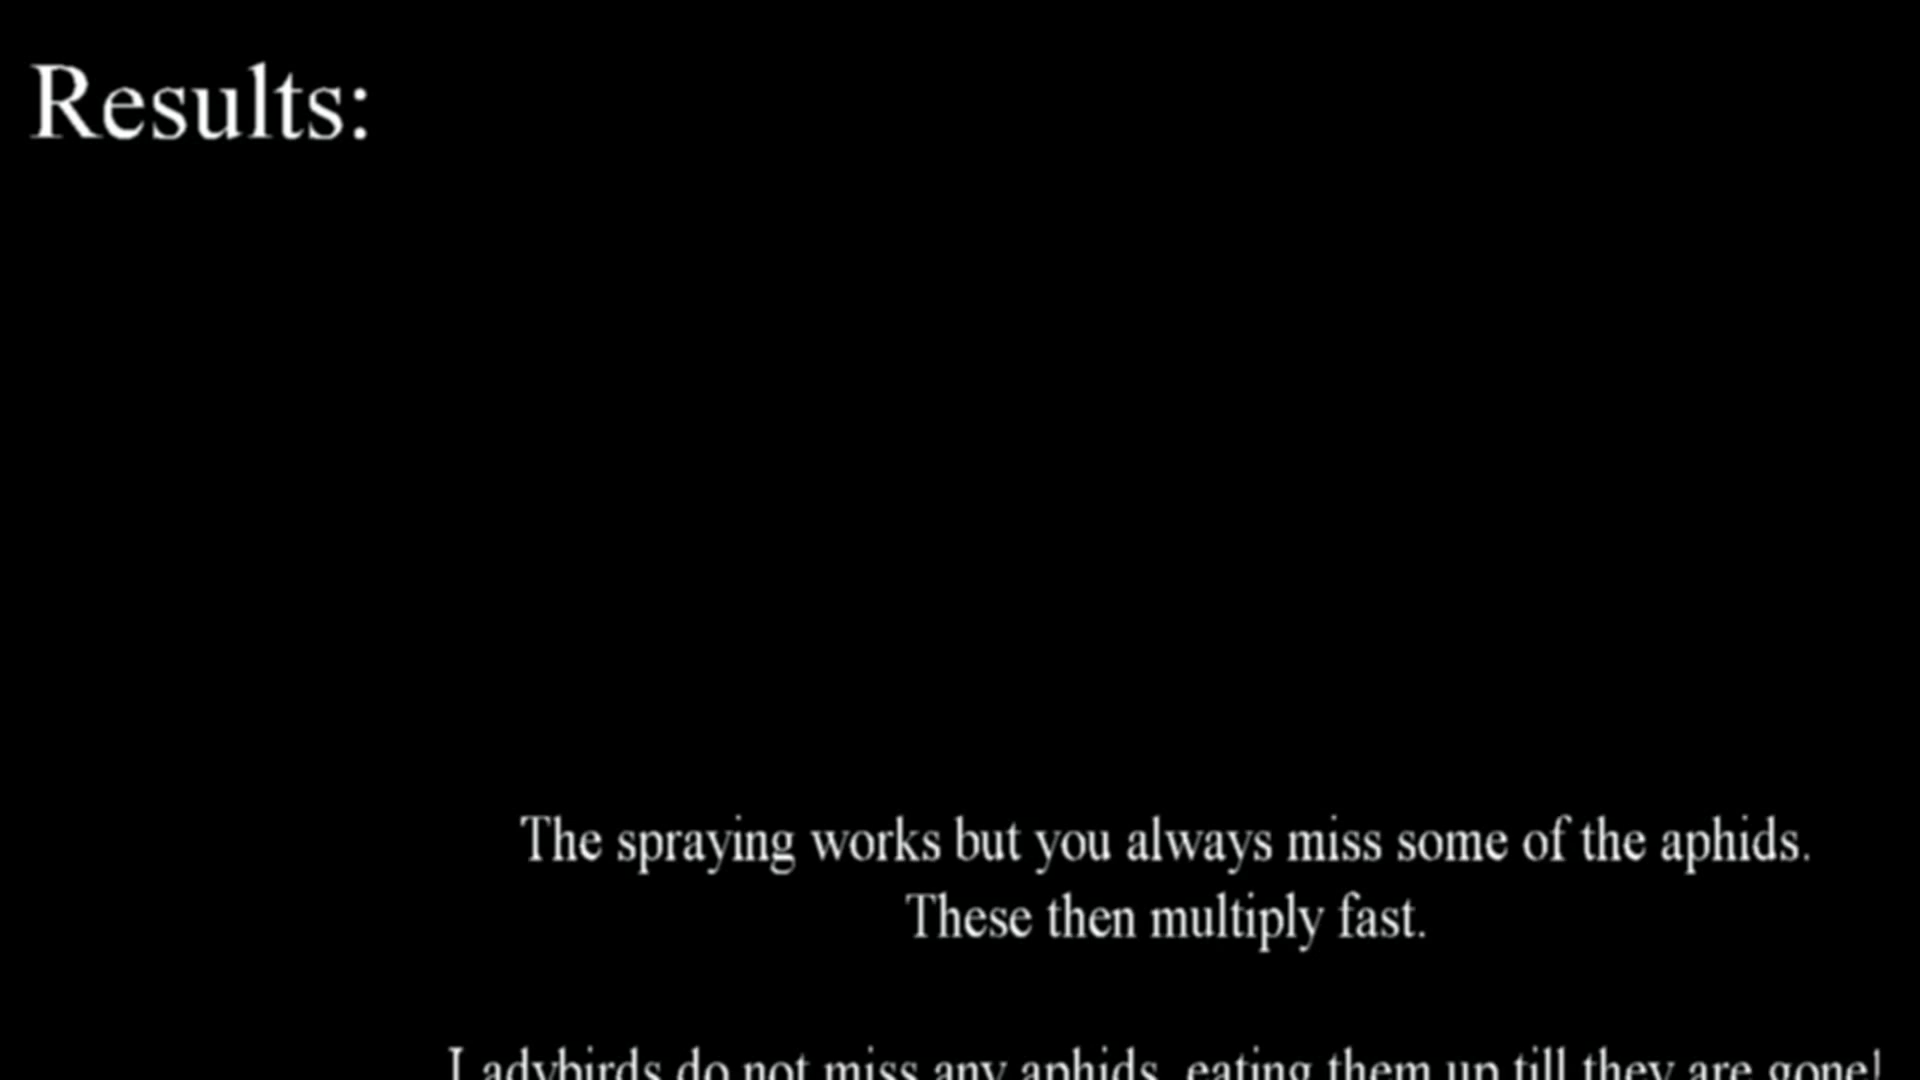 Results:
The spraying works but you always miss some of the aphids.
These then multiply fast.
Ladybirds do not miss any aphids, eating them up till they are gone!